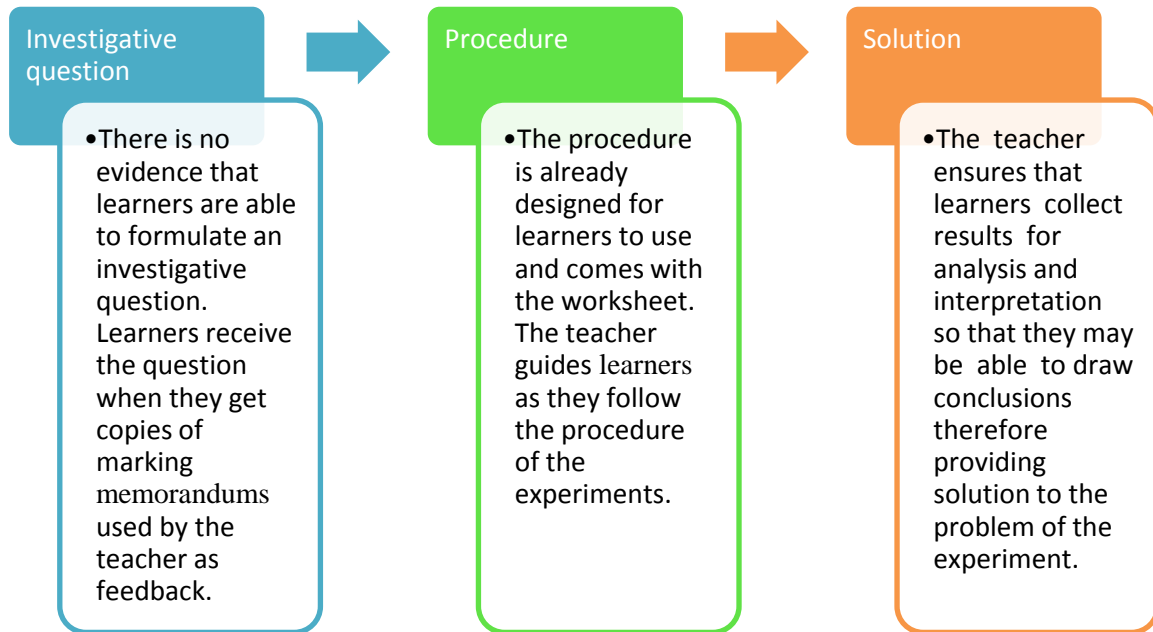 Investigative
question
•There is no
evidence that
learners are able
to formulate an
investigative
question.
Learners receive
the question
when they get
copies of
marking
memorandums
used by the
teacher as
feedback.
Procedure
•The procedure
is already
designed for
learners to use
and comes with
the worksheet.
The teacher
guides learners
as they follow
the procedure
of the
experiments.
Solution
•The teacher
ensures that
learners collect
results for
analysis and
interpretation
so that they may
be able to draw
conclusions
therefore
providing
solution to the
problem of the
experiment.